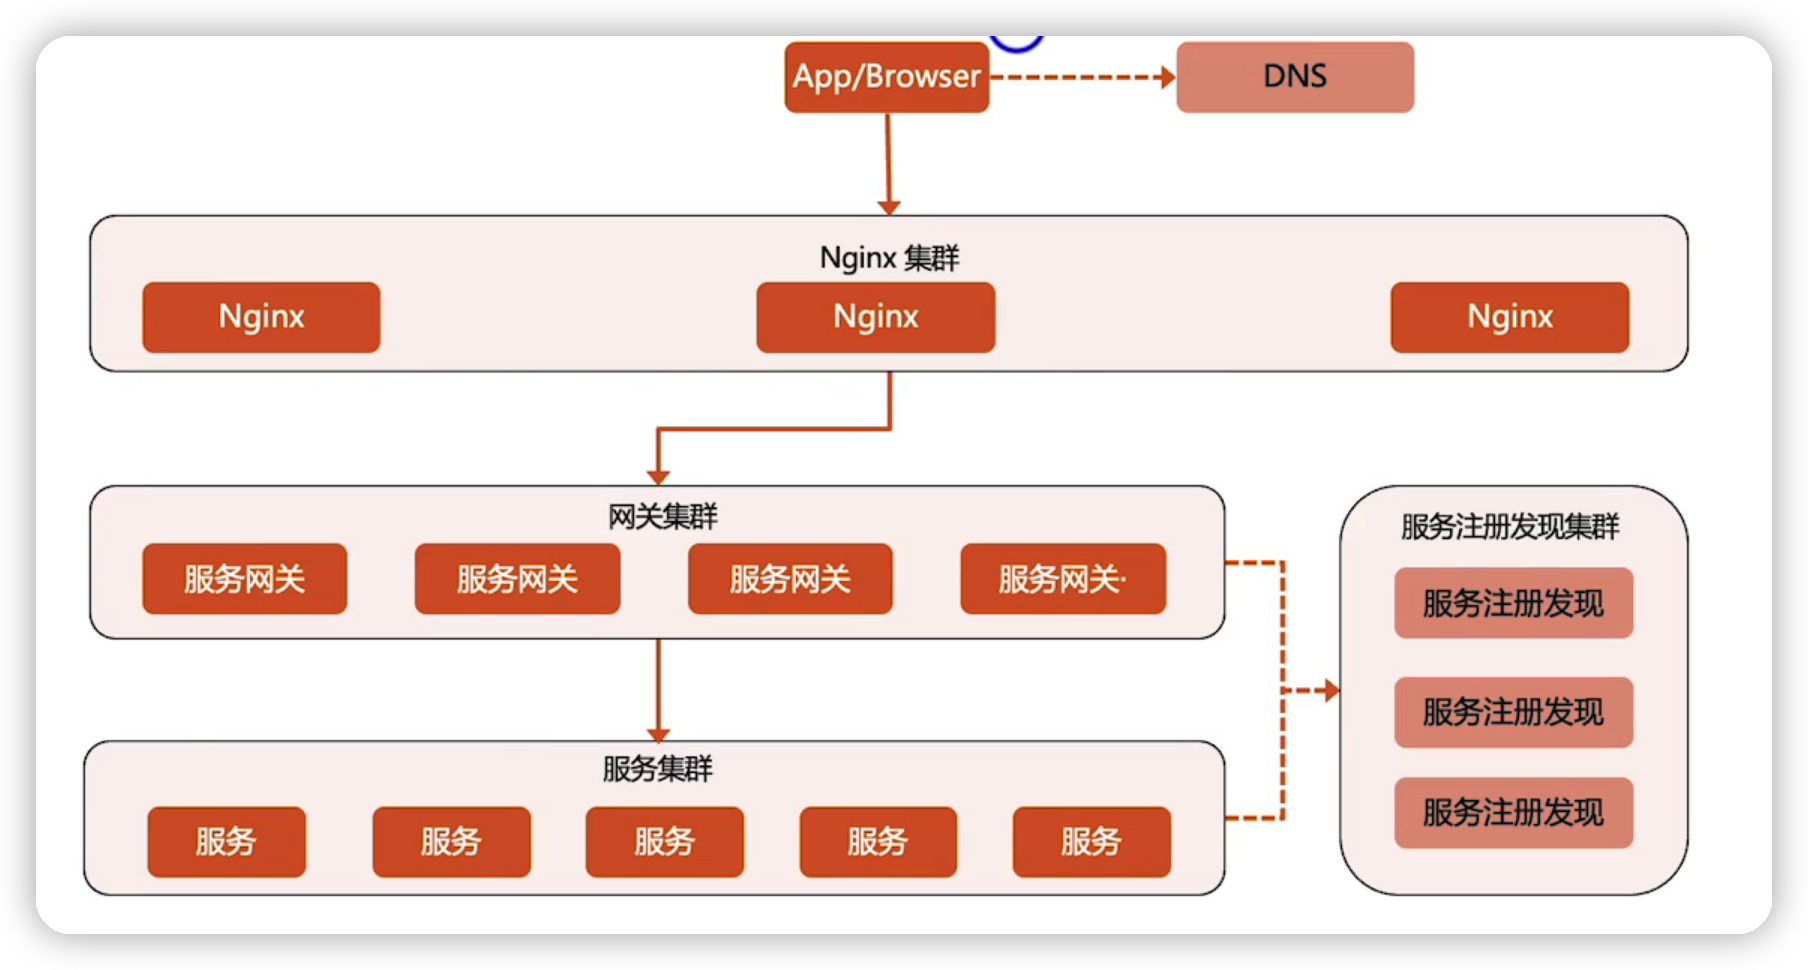 App/Browser
DNS
Nginx 集群
Nginx
Nginx
Nginx
网关集群
服务网关
服务网关
服务网关
服务网关·
服务注册发现集群
服务注册发现
服务注册发现
服务注册发现
服务集群
服务
服务
服务
服务
服务